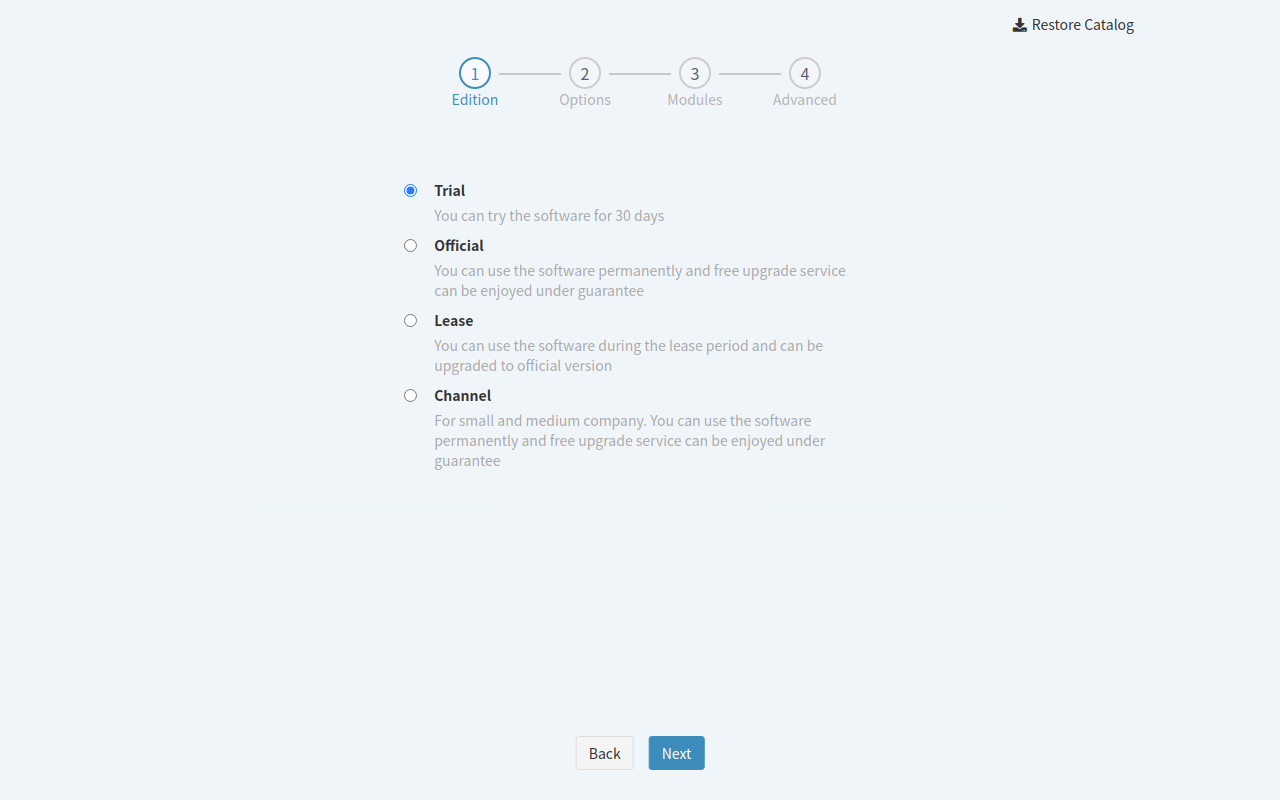 Restore Catalog
1 2 3 4
Edition Options Modules Advanced
Trial
You can try the software for 30 days
Official
You can use the software permanently and free upgrade service
can be enjoyed under guarantee
Lease
You can use the software during the lease period and can be
upgraded to official version
Channel
For small and medium company. You can use the software
permanently and free upgrade service can be enjoyed under
guarantee
Back Next